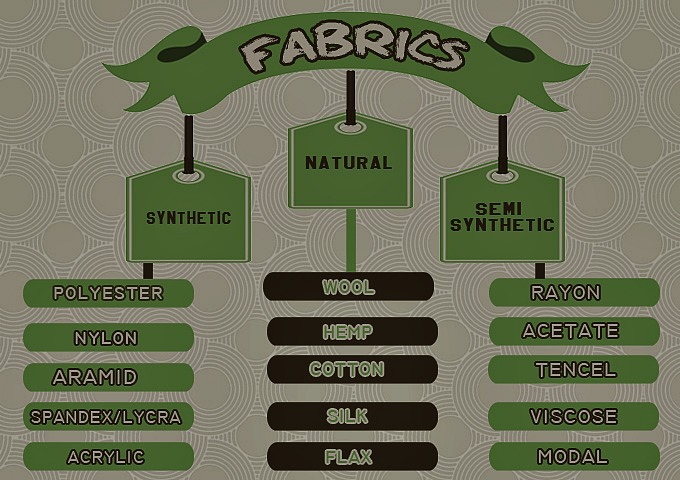 FABRICS
SYNTHETIC
NATURAL
SEMI
SYNTHETIC
POLYESTER
NYLON
ARAMID
SPANDEX/LYCRA
ACRYLIC
WOOL
HEMP
COTTON
SILK
FLAX
RAYON
ACETATE
TENCEL
VISCOSE
MODAL